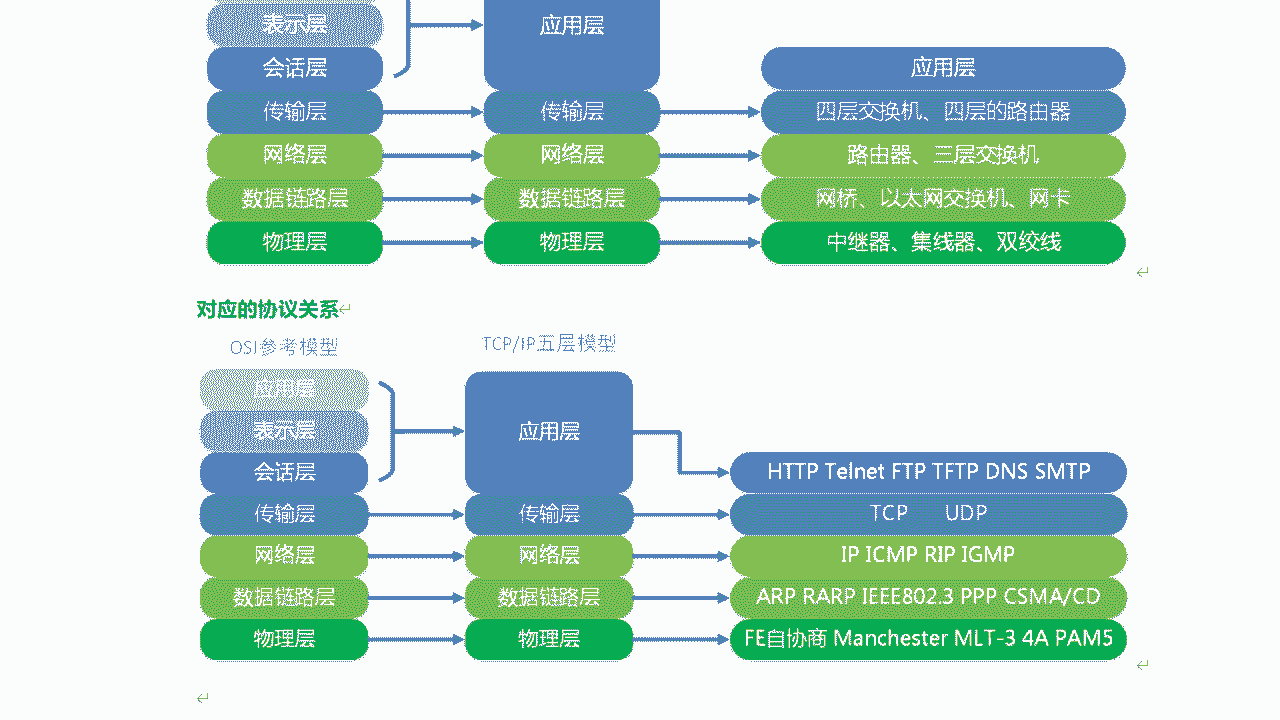 表示层 应用层
会话层 应用层
传输层 传输层 四层交换机、四层的路由器
网络层 网络层 路由器、三层交换机
数据链路层 数据链路层 网桥、以太网交换机、网卡
物理层 物理层 中继器、集线器、双绞线
对应的协议关系
OSI参考模型 TCP/IP五层模型
应用层
表示层 应用层
会话层 HTTP Telnet FTP TFTP DNS SMTP
传输层 传输层 TCP UDP
网络层 网络层 IP ICMP RIP IGMP
数据链路层 数据链路层 ARP RARP IEEE802.3 PPP CSMA/CD
物理层 物理层 FE自协商 Manchester MLT-3 4A PAM5